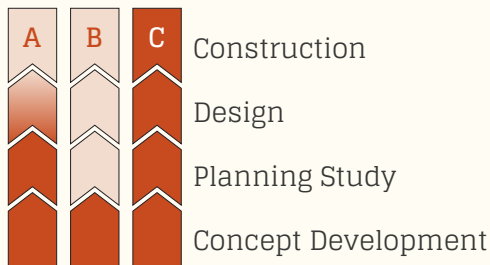 A B C
Construction
Design
Planning Study
Concept Development